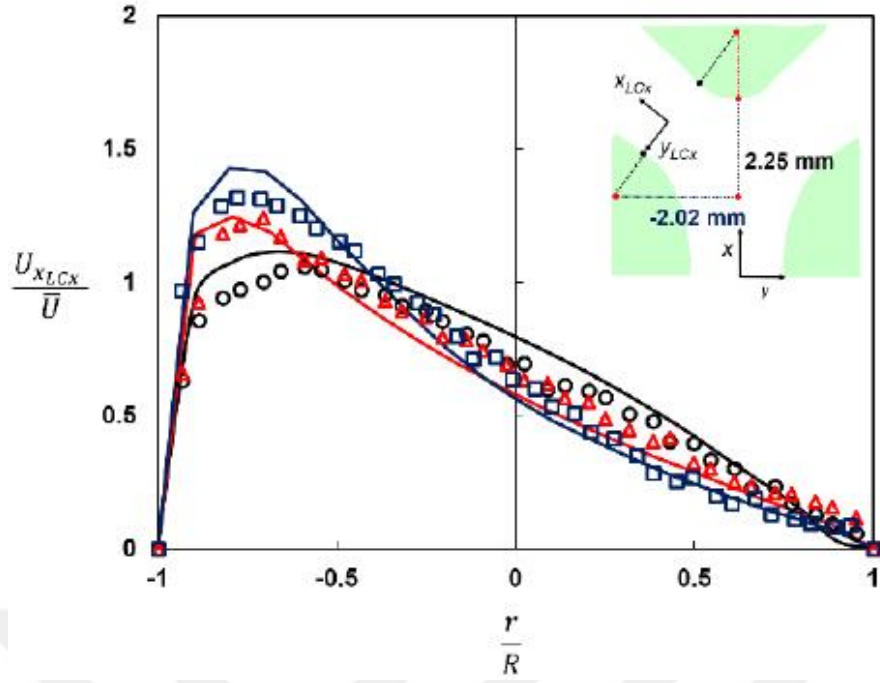 2
1.5
1
0.5
0
-1
-0.5
0
0.5
1
U_{x_{LCx}}
\overline{U}
r
R
x_{LCx}
y_{LCx}
2.25 mm
-2.02 mm
x
y